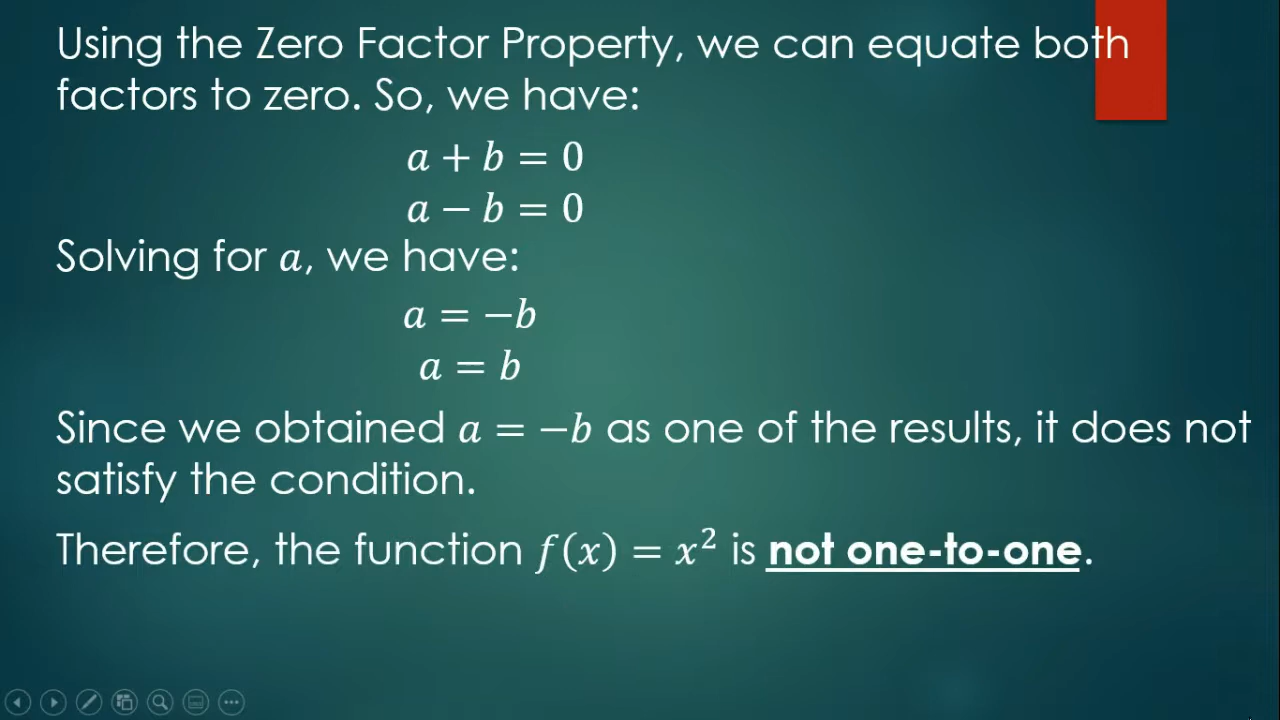 Using the Zero Factor Property, we can equate both
factors to zero. So, we have:
a + b = 0
a − b = 0
Solving for a, we have:
a = −b
a = b
Since we obtained a = −b as one of the results, it does not
satisfy the condition.
Therefore, the function f(x) = x² is not one-to-one.